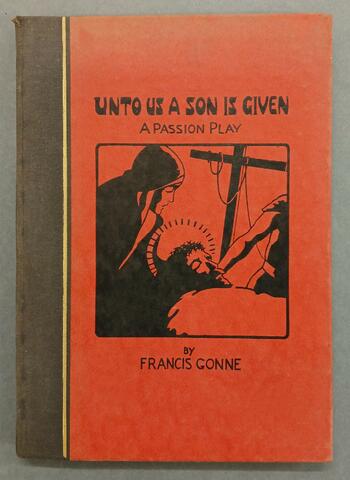 UNTO US A SON IS GIVEN
A PASSION PLAY
BY
FRANCIS GONNE